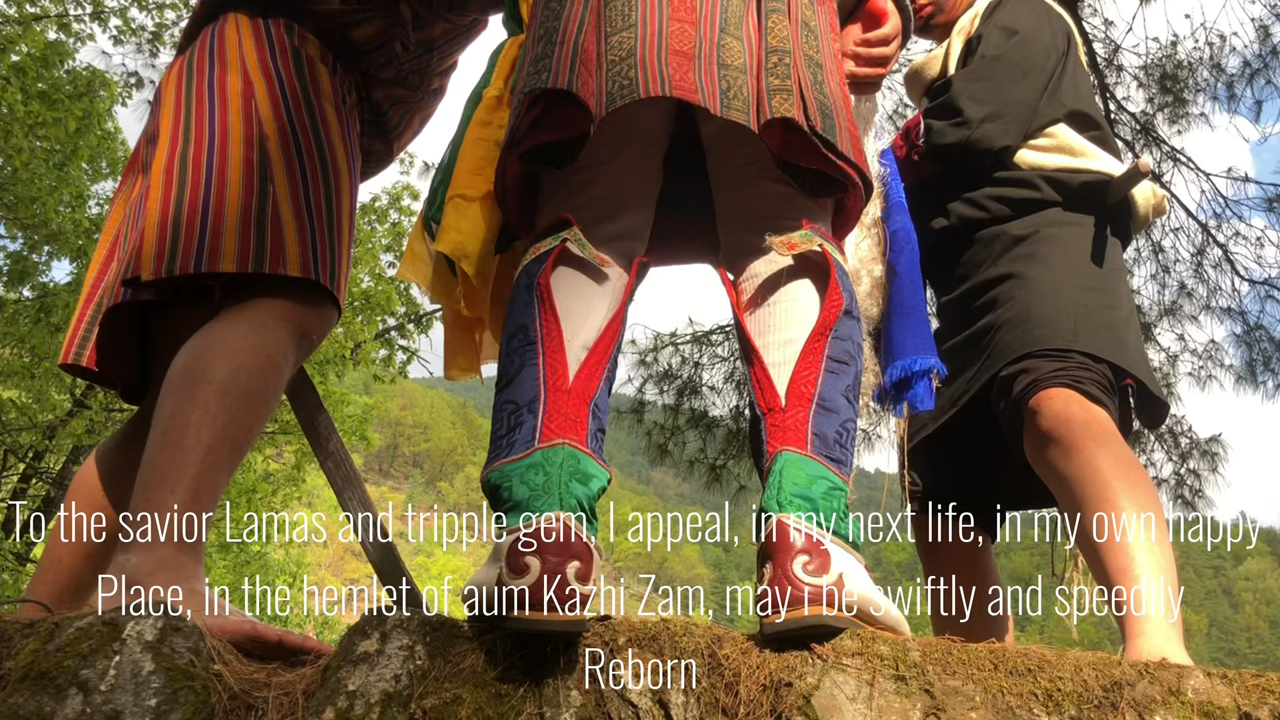 To the savior Lamas and tripple gem, I appeal, in my next life, in my own happy
Place, in the hemlet of aum Kazhi Zam, may i be swiftly and speedily
Reborn